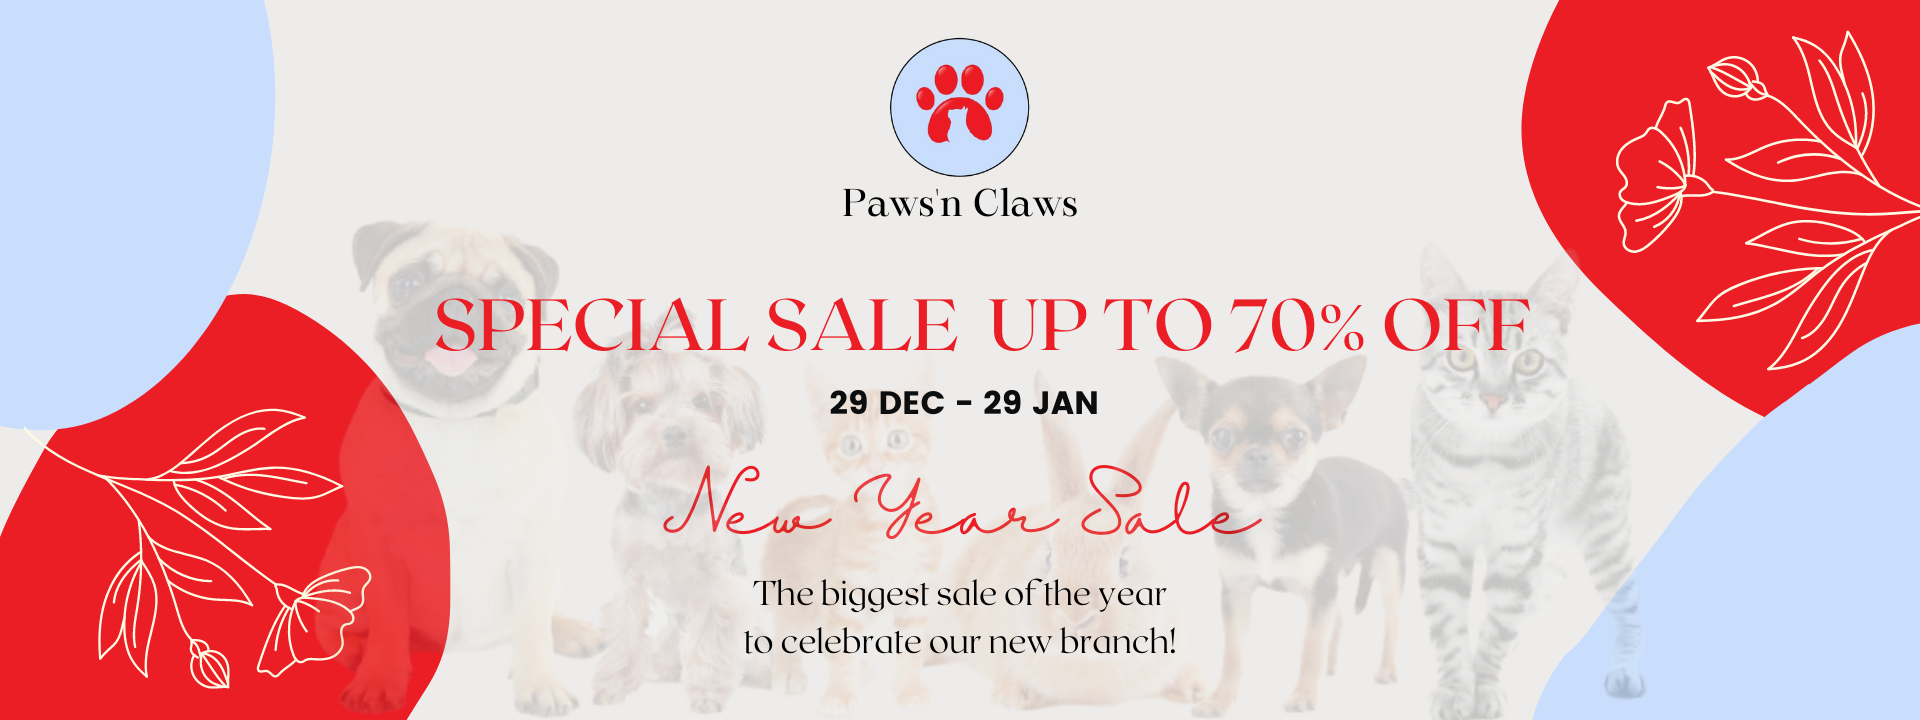 Paws'n Claws
SPECIAL SALE UP TO 70% OFF
29 DEC - 29 JAN
New Year Sale
The biggest sale of the year
to celebrate our new branch!